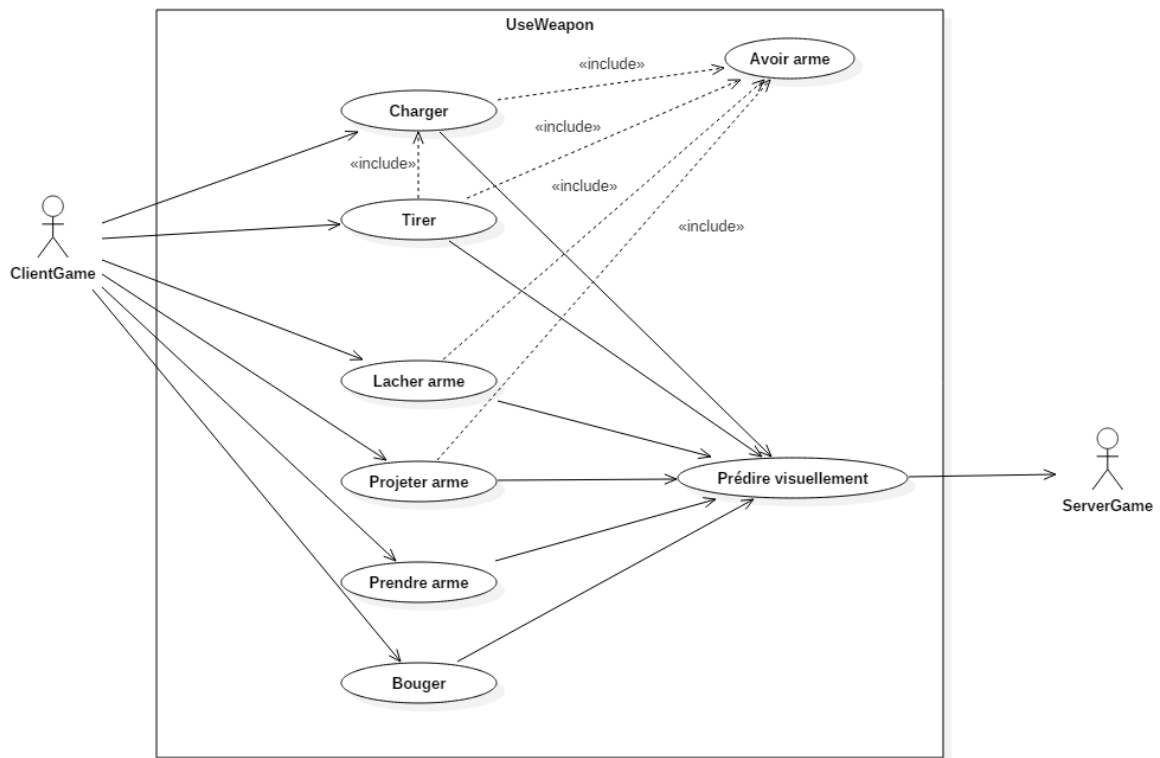 UseWeapon
Avoir arme
«include»
Charger
«include»
«include»
«include»
Tirer
«include»
ClientGame
Lacher arme
Projeter arme
Prédire visuellement
ServerGame
Prendre arme
Bouger